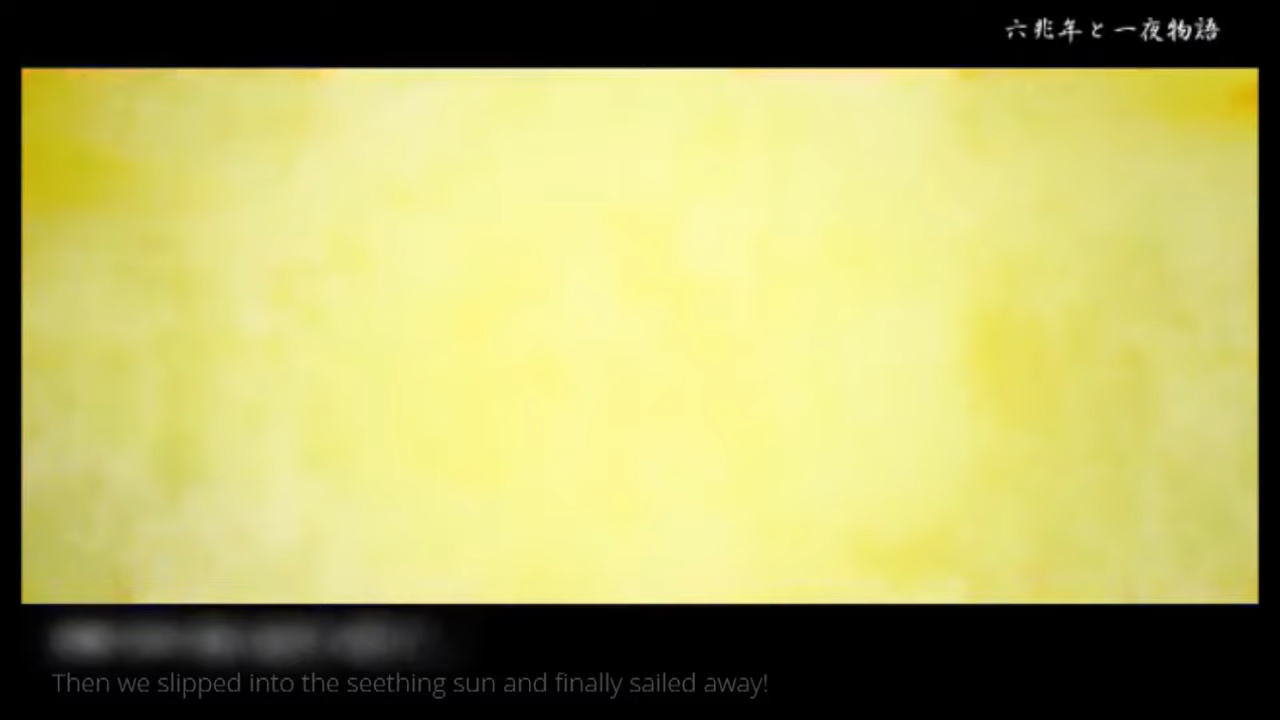 六兆年と一夜物語
Then we slipped into the seething sun and finally sailed away!